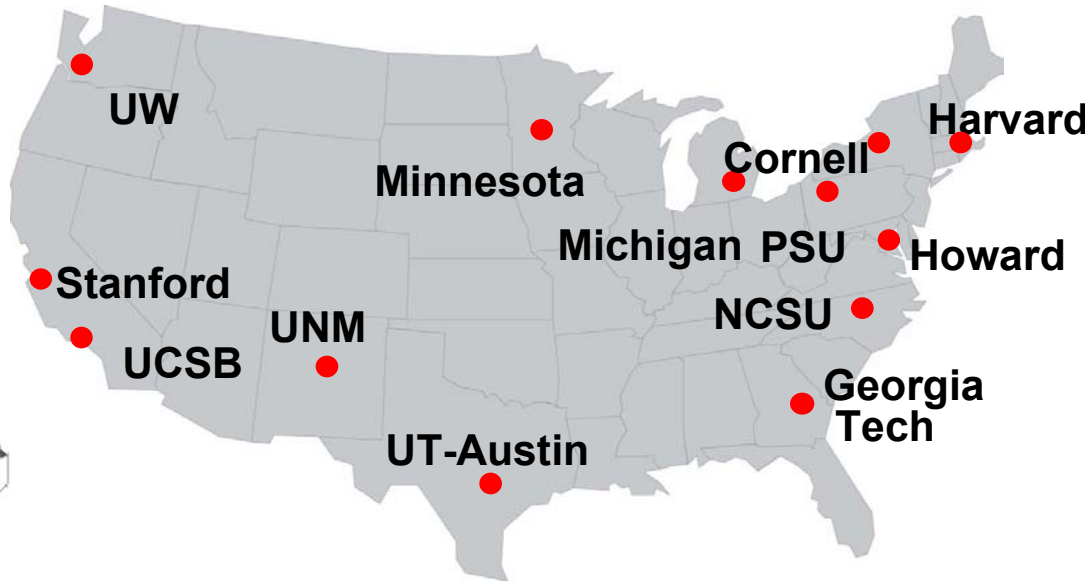 UW
Harvard
Cornell
Minnesota
Michigan
PSU
Howard
Stanford
NCSU
UNM
UCSB
Georgia
Tech
UT-Austin